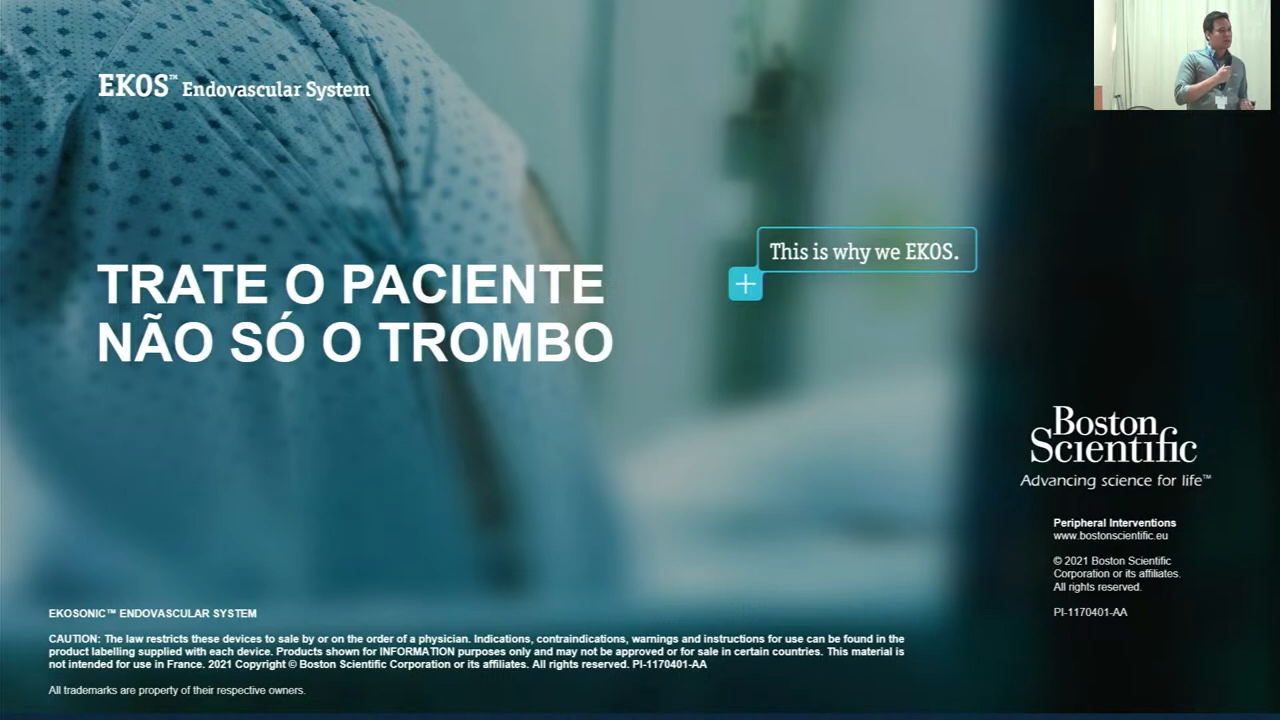 EKOS™ Endovascular System
This is why we EKOS.
TRATE O PACIENTE
NÃO SÓ O TROMBO
Boston
Scientific
Advancing science for life™
Peripheral Interventions
www.bostonscientific.eu
© 2021 Boston Scientific
Corporation or its affiliates.
All rights reserved.
PI-1170401-AA
EKOSONIC™ ENDOVASCULAR SYSTEM
CAUTION: The law restricts these devices to sale by or on the order of a physician. Indications, contraindications, warnings and instructions for use can be found in the
product labelling supplied with each device. Products shown for INFORMATION purposes only and may not be approved or for sale in certain countries. This material is
not intended for use in France. 2021 Copyright © Boston Scientific Corporation or its affiliates. All rights reserved. PI-1170401-AA
All trademarks are property of their respective owners.